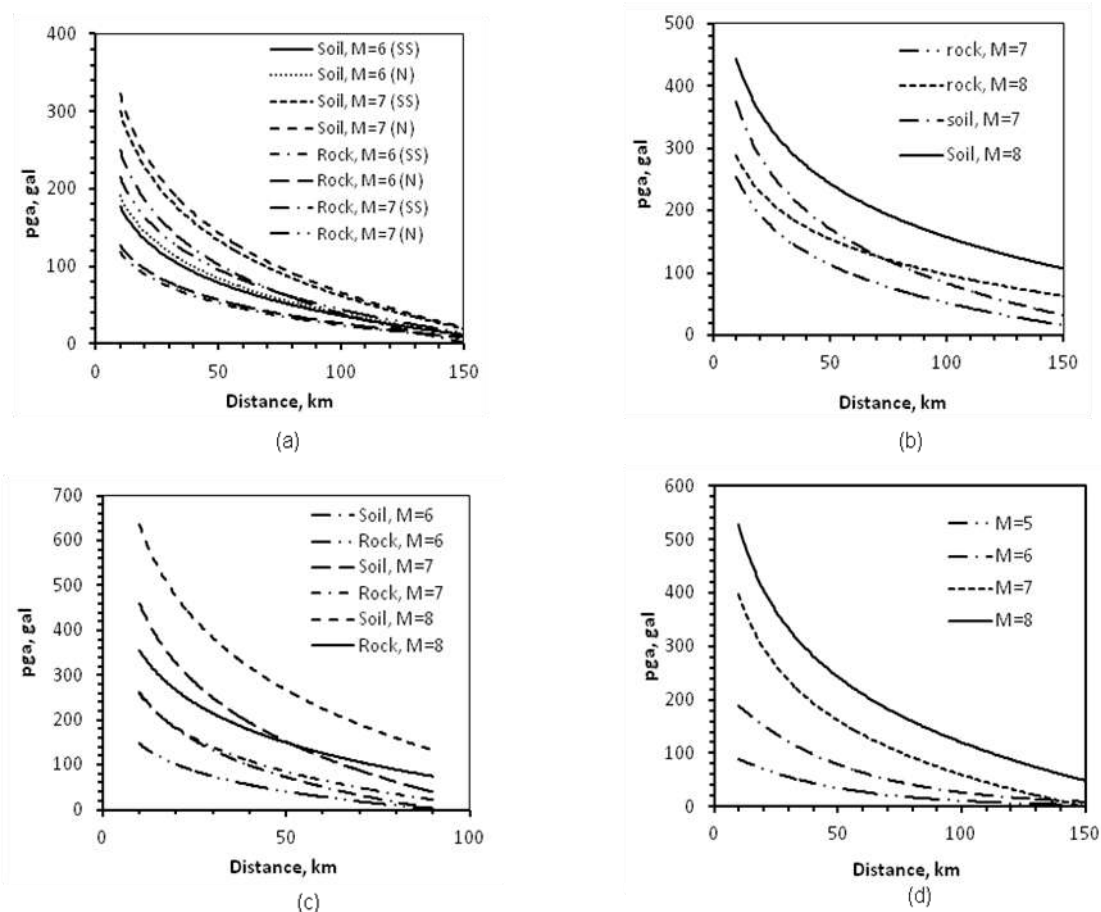 400
300
200
100
0
pga, gal
Soil, M=6 (SS)
Soil, M=6 (N)
Soil, M=7 (SS)
Soil, M=7 (N)
Rock, M=6 (SS)
Rock, M=6 (N)
Rock, M=7 (SS)
Rock, M=7 (N)
0 50 100 150
Distance, km
(a)
500
400
300
200
100
0
pga, gal
rock, M=7
rock, M=8
soil, M=7
Soil, M=8
0 50 100 150
Distance, km
(b)
700
600
500
400
300
200
100
0
pga, gal
Soil, M=6
Rock, M=6
Soil, M=7
Rock, M=7
Soil, M=8
Rock, M=8
0 50 100
Distance, km
(c)
600
500
400
300
200
100
0
pga, gal
M=5
M=6
M=7
M=8
0 50 100 150
Distance, km
(d)